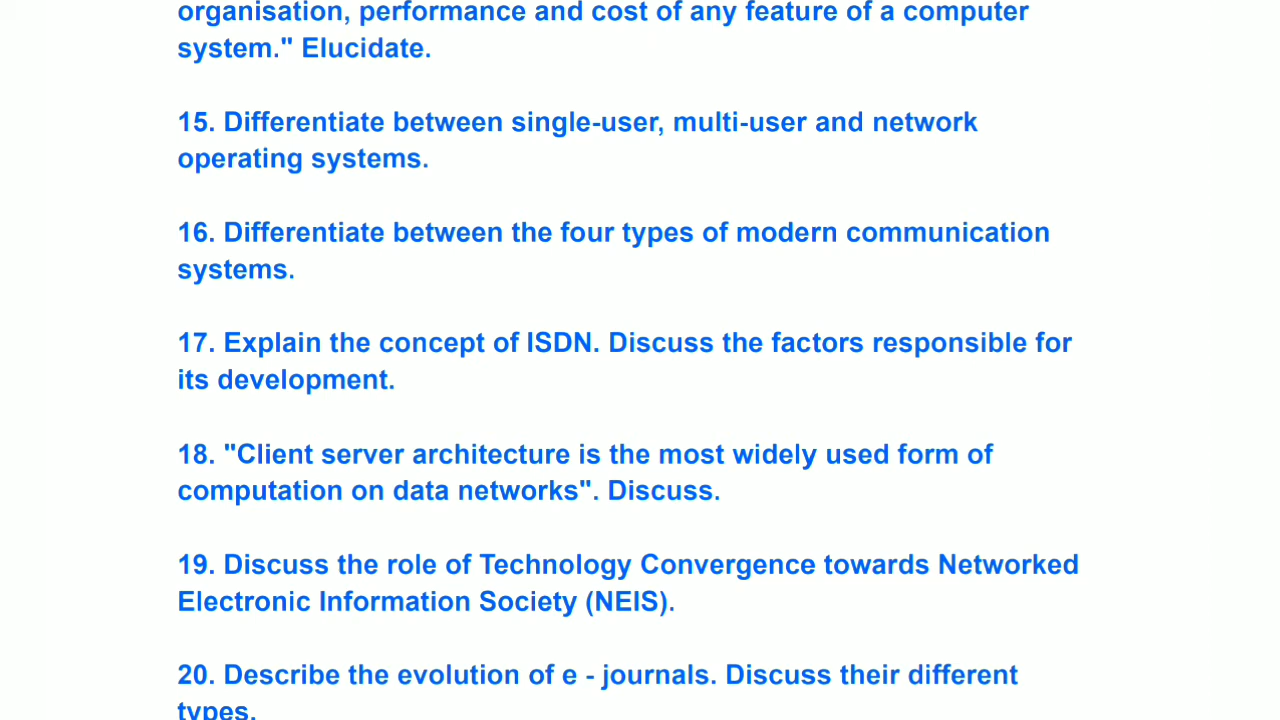 organisation, performance and cost of any feature of a computer
system." Elucidate.
15. Differentiate between single-user, multi-user and network
operating systems.
16. Differentiate between the four types of modern communication
systems.
17. Explain the concept of ISDN. Discuss the factors responsible for
its development.
18. "Client server architecture is the most widely used form of
computation on data networks". Discuss.
19. Discuss the role of Technology Convergence towards Networked
Electronic Information Society (NEIS).
20. Describe the evolution of e - journals. Discuss their different
types.